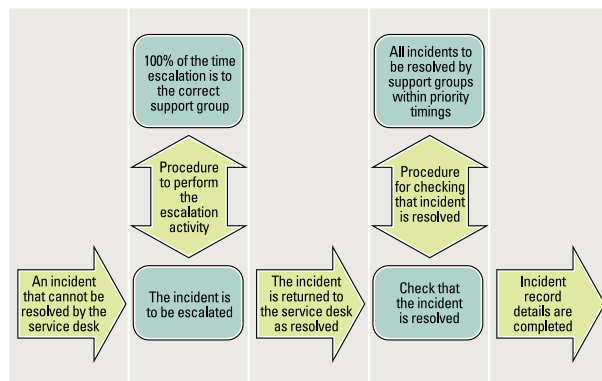 100% of the time
escalation is to
the correct
support group
All incidents to
be resolved by
support groups
within priority
timings
Procedure
to perform
the
escalation
activity
Procedure
for checking
that incident
is resolved
An incident
that cannot be
resolved by the
service desk
The incident is
to be escalated
The incident
is returned to
the service desk
as resolved
Check that
the incident
is resolved
Incident
record
details are
completed